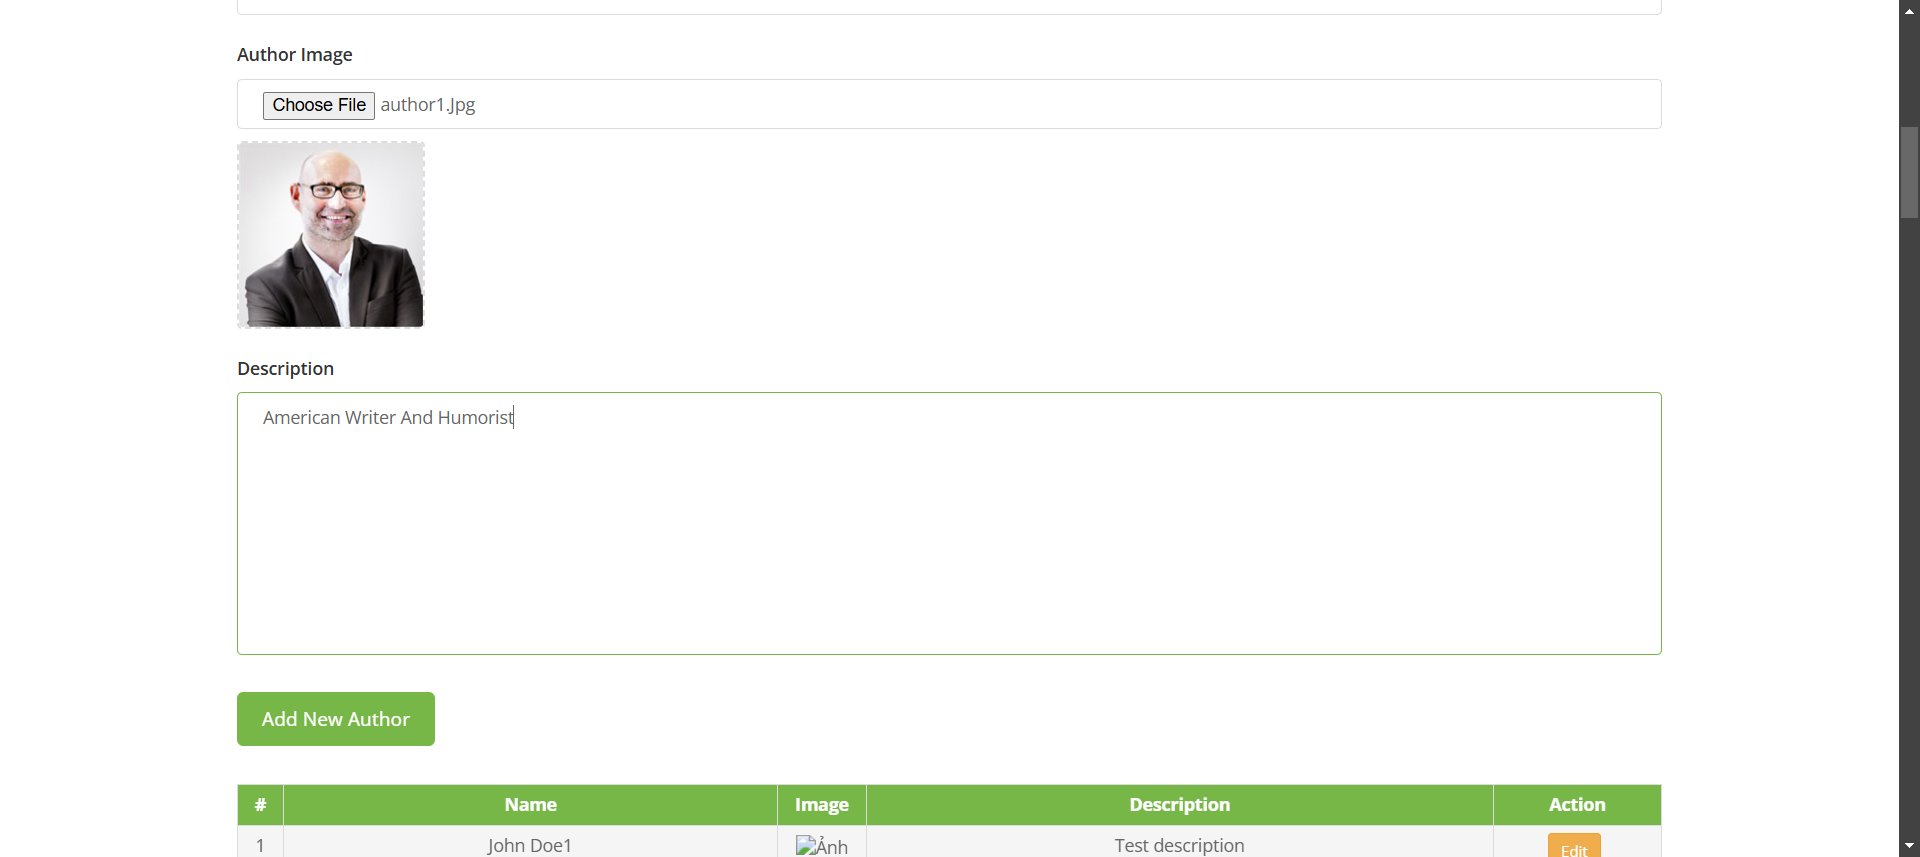 Author Image
Choose File author1.Jpg
Description
American Writer And Humorist
Add New Author
# Name Image Description Action
1 John Doe1 Ảnh Test description Edit